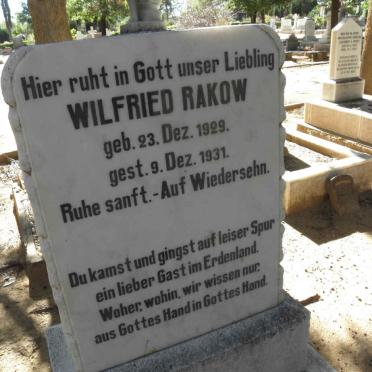 Hier ruht in Gott unser Liebling
WILFRIED RAKOW
geb. 23. Dez. 1929.
gest. 9. Dez. 1931.
Ruhe sanft. - Auf Wiedersehn.
Du kamst und gingst auf leiser Spur
ein lieber Gast im Erdenland.
Woher, wohin, wir wissen nur,
aus Gottes Hand in Gottes Hand.